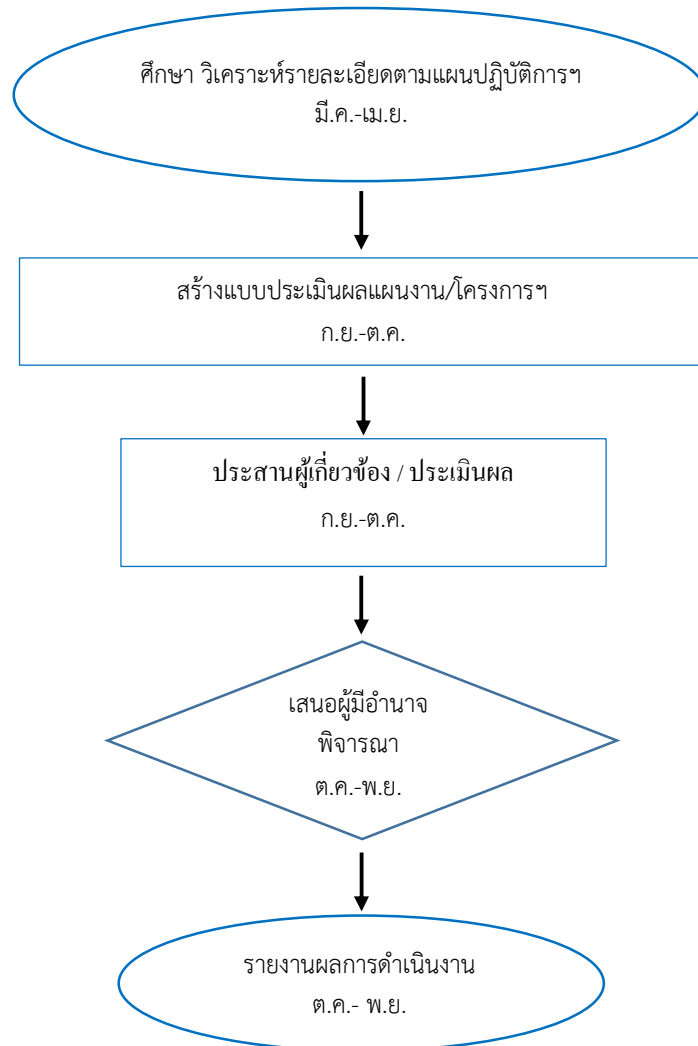 ศึกษา วิเคราะห์รายละเอียดตามแผนปฏิบัติการฯ
มี.ค.-เม.ย.
สร้างแบบประเมินผลแผนงาน/โครงการฯ
ก.ย.-ต.ค.
ประสานผู้เกี่ยวข้อง / ประเมินผล
ก.ย.-ต.ค.
เสนอผู้มีอำนาจ
พิจารณา
ต.ค.-พ.ย.
รายงานผลการดำเนินงาน
ต.ค.- พ.ย.